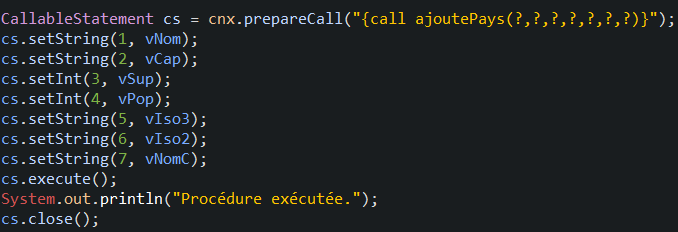 CallableStatement cs = cnx.prepareCall("{call ajoutePays(?,?,?,?,?,?,?)}");
cs.setString(1, vNom);
cs.setString(2, vCap);
cs.setInt(3, vSup);
cs.setInt(4, vPop);
cs.setString(5, vIso3);
cs.setString(6, vIso2);
cs.setString(7, vNomC);
cs.execute();
System.out.println("Procédure exécutée.");
cs.close();